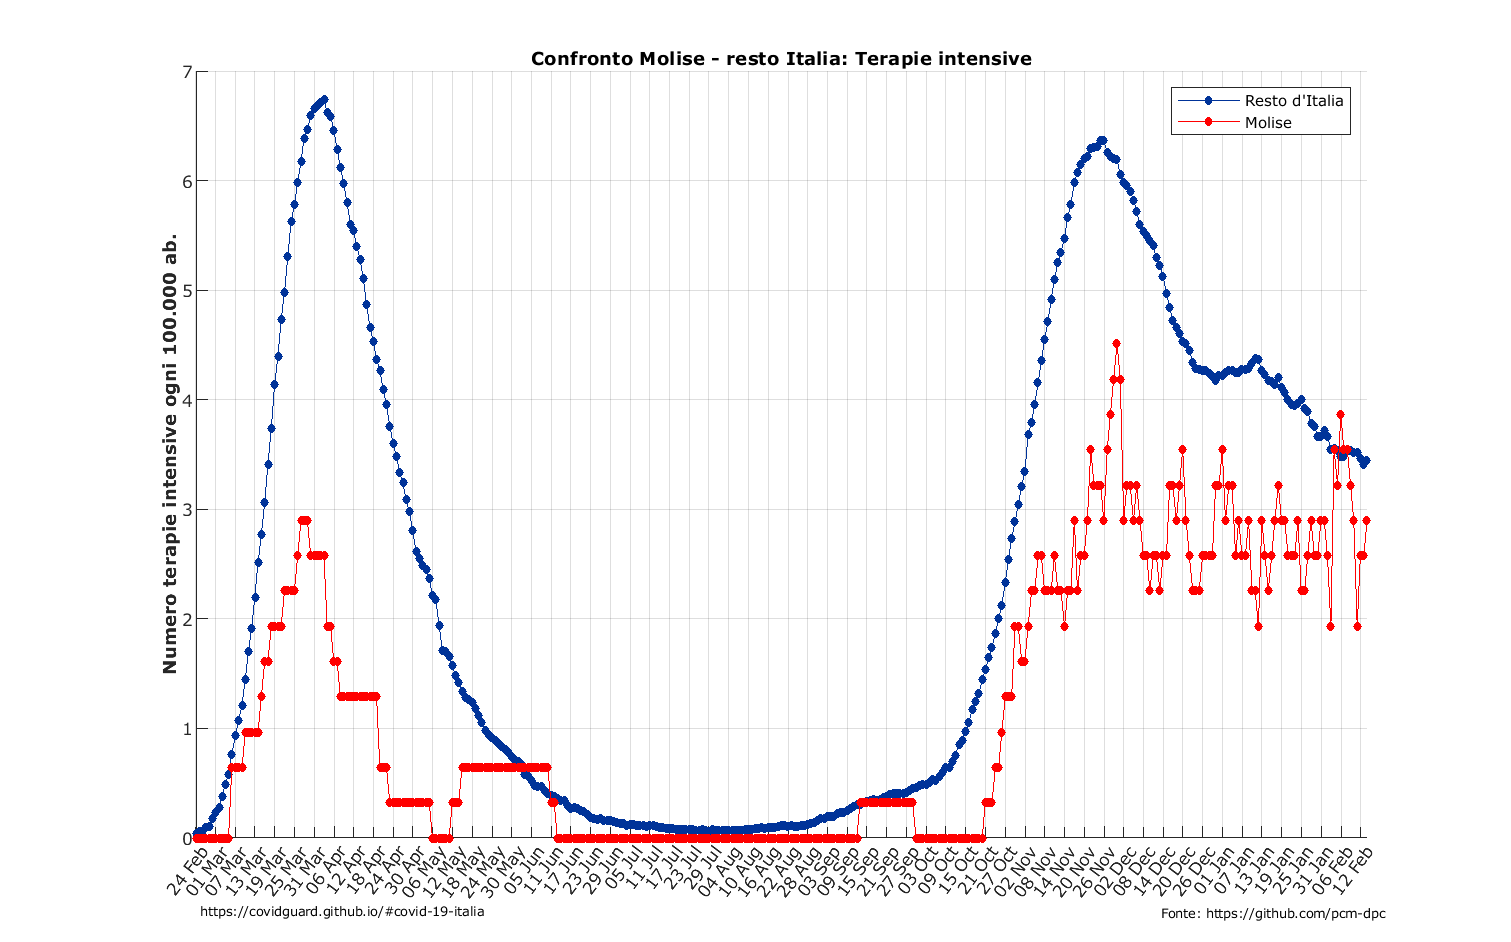 Confronto Molise - resto Italia: Terapie intensive
Numero terapie intensive ogni 100.000 ab.
7
6
5
4
3
2
1
0
Resto d'Italia
Molise
24 Feb
01 Mar
07 Mar
13 Mar
19 Mar
25 Mar
31 Mar
06 Apr
12 Apr
18 Apr
24 Apr
30 Apr
06 May
12 May
18 May
24 May
30 May
05 Jun
11 Jun
17 Jun
23 Jun
29 Jun
05 Jul
11 Jul
17 Jul
23 Jul
29 Jul
04 Aug
10 Aug
16 Aug
22 Aug
28 Aug
03 Sep
09 Sep
15 Sep
21 Sep
27 Sep
03 Oct
09 Oct
15 Oct
21 Oct
27 Oct
02 Nov
08 Nov
14 Nov
20 Nov
26 Nov
02 Dec
08 Dec
14 Dec
20 Dec
26 Dec
01 Jan
07 Jan
13 Jan
19 Jan
25 Jan
31 Jan
06 Feb
12 Feb
https://covidguard.github.io/#covid-19-italia
Fonte: https://github.com/pcm-dpc